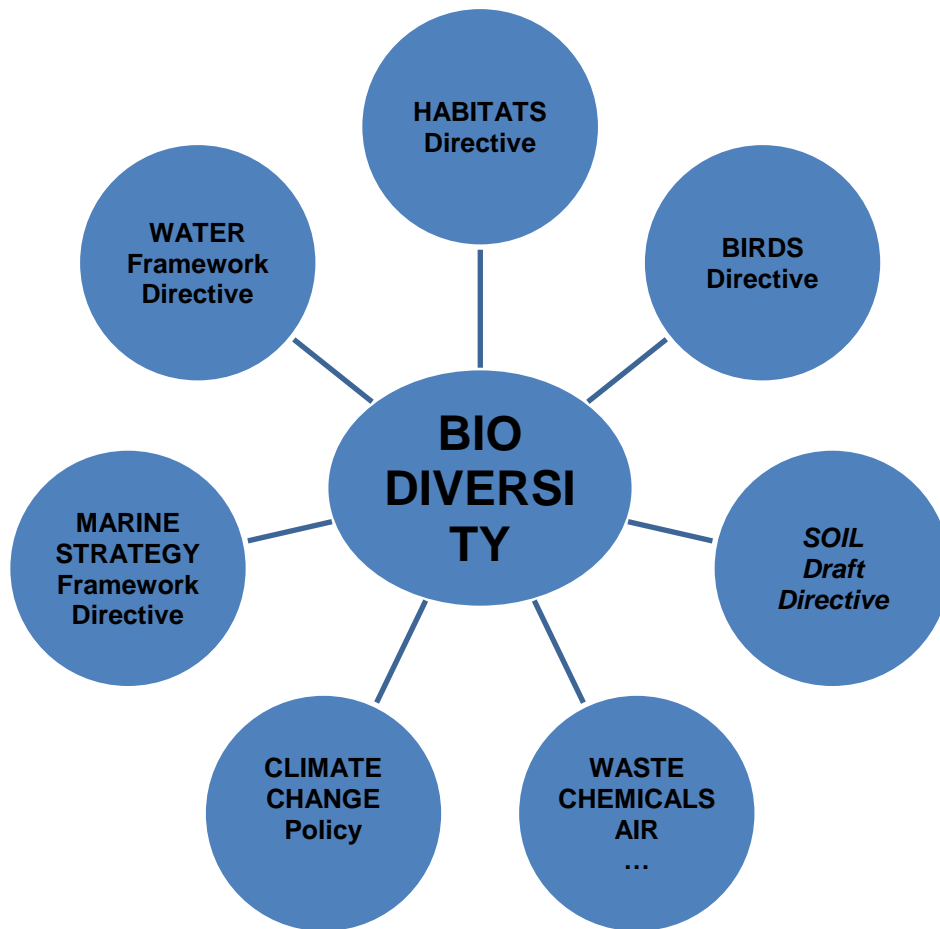 HABITATS
Directive
WATER
Framework
Directive
BIRDS
Directive
BIO
DIVERSI
TY
MARINE
STRATEGY
Framework
Directive
SOIL
Draft
Directive
CLIMATE
CHANGE
Policy
WASTE
CHEMICALS
AIR
…